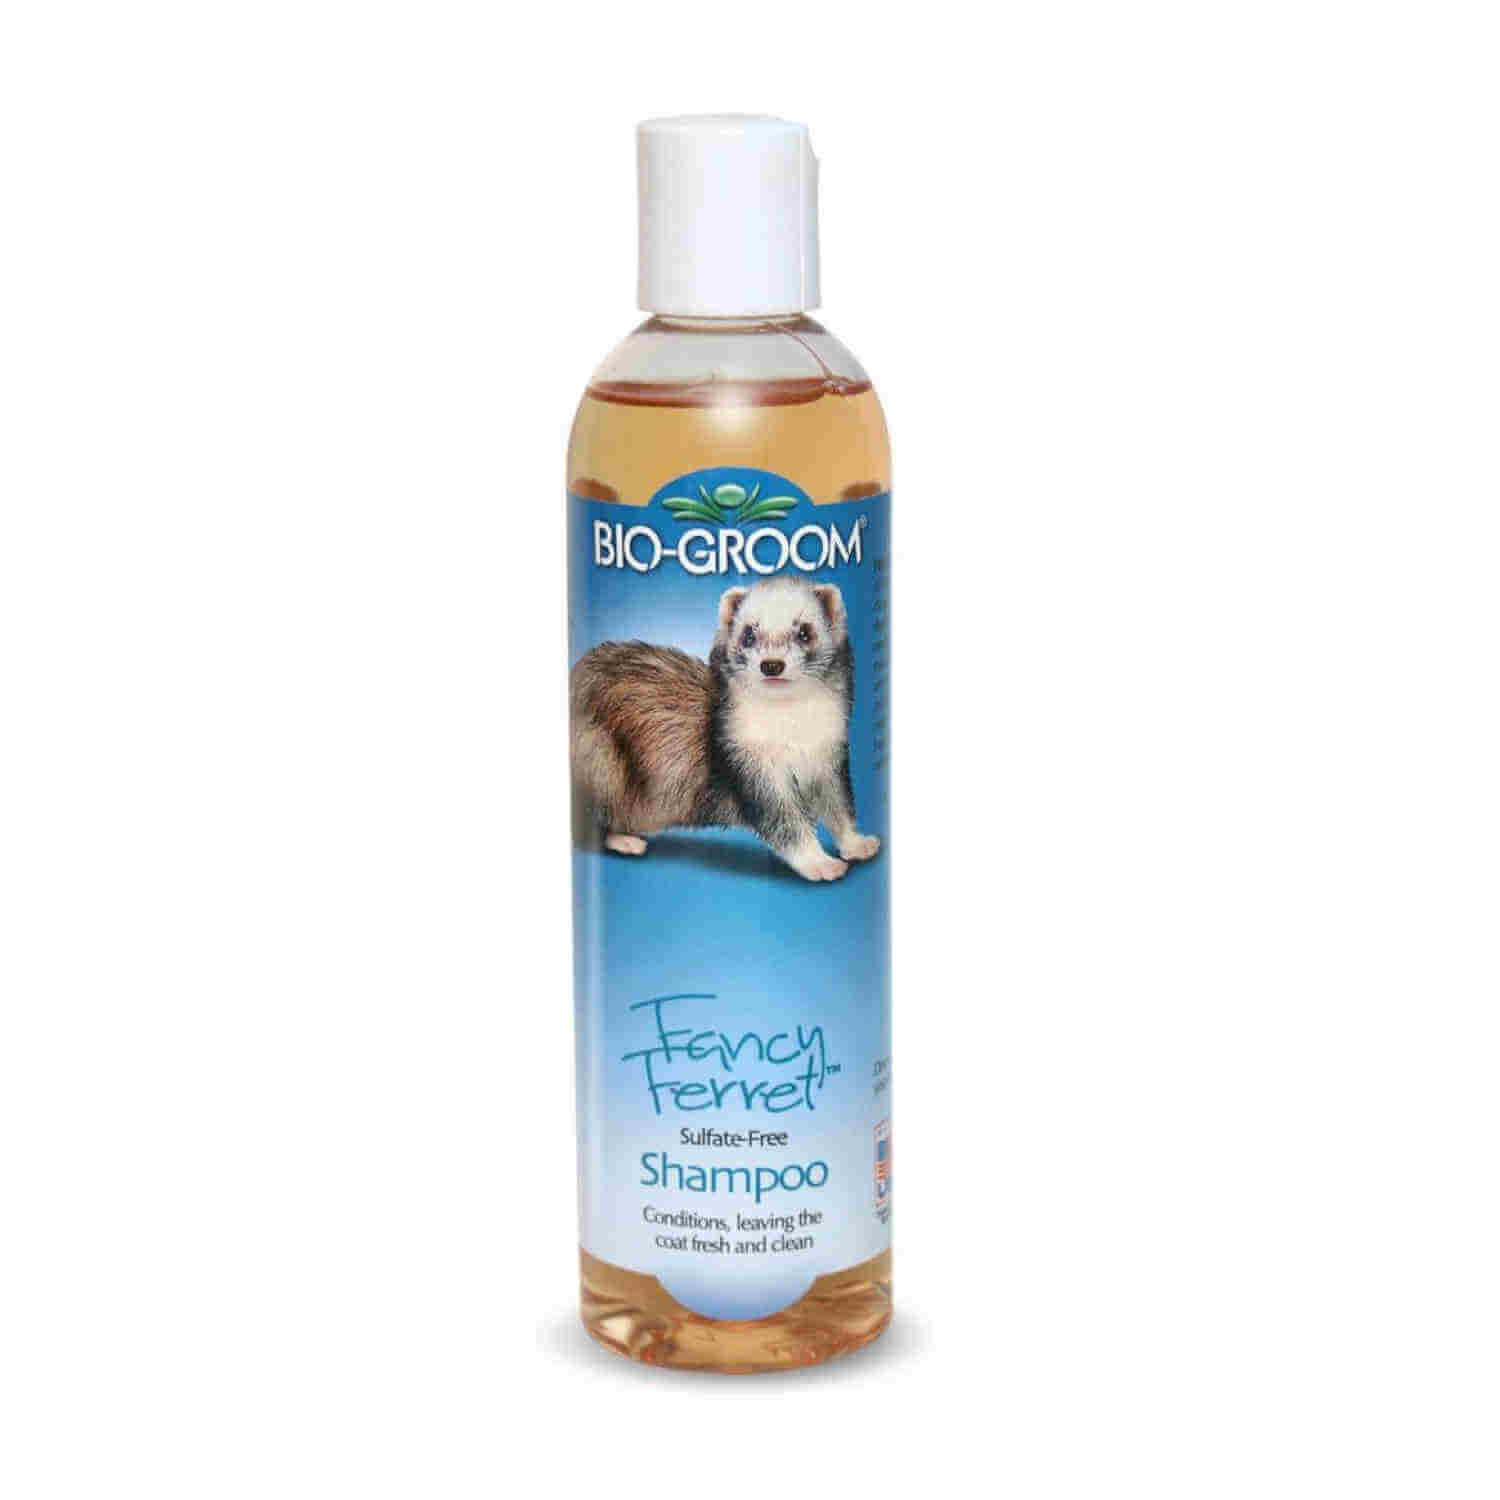 BIO-GROOM®
Fancy
Ferret™
Sulfate-Free
Shampoo
Conditions, leaving the
coat fresh and clean